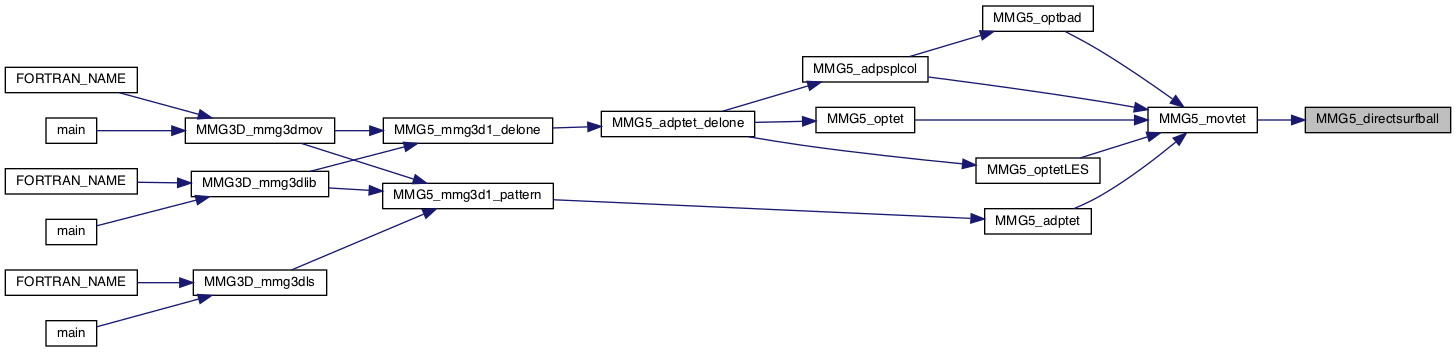 MMG5_optbad
MMG5_adpsplcol
FORTRAN_NAME
MMG5_directsurfball
MMG5_movtet
MMG5_optet
MMG5_adptet_delone
main
MMG3D_mmg3dmov
MMG5_mmg3d1_delone
MMG5_optetLES
FORTRAN_NAME
MMG3D_mmg3dlib
MMG5_mmg3d1_pattern
MMG5_adptet
main
FORTRAN_NAME
MMG3D_mmg3dls
main